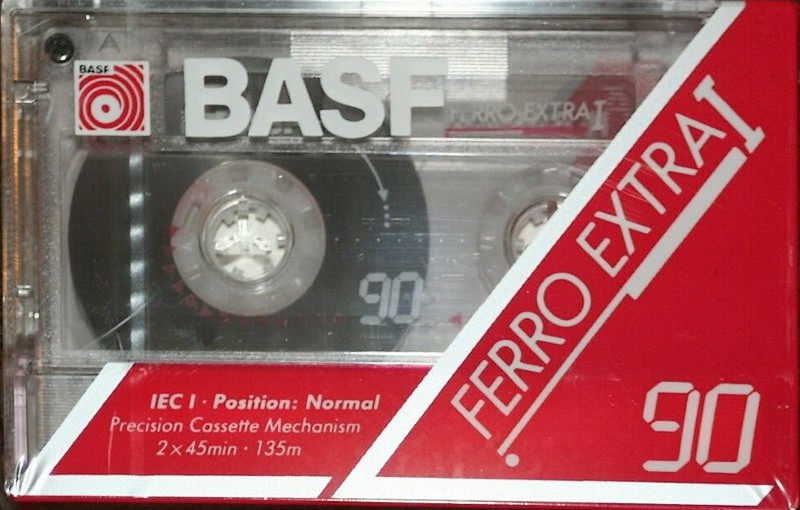 A
BASF
BASF
FERRO EXTRA I
FERRO EXTRA I
90
IEC I · Position: Normal
Precision Cassette Mechanism
2 x 45min · 135m
90